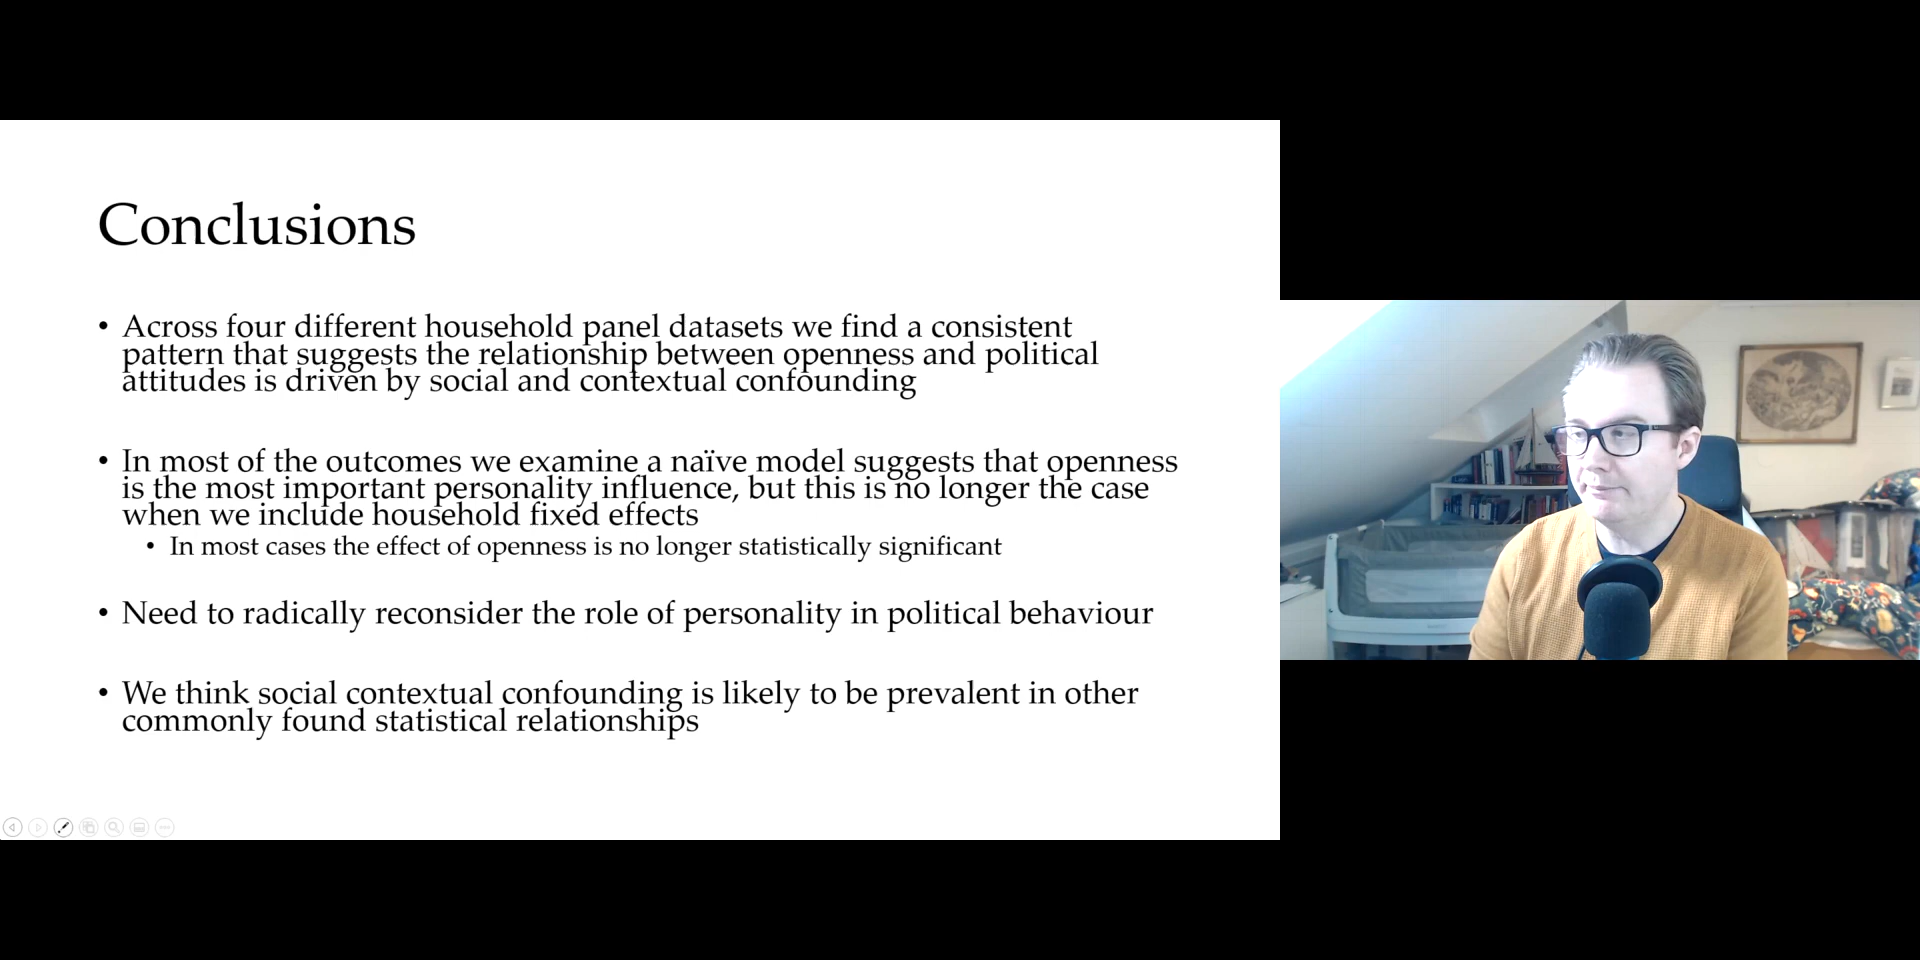 Conclusions
• Across four different household panel datasets we find a consistent
pattern that suggests the relationship between openness and political
attitudes is driven by social and contextual confounding
• In most of the outcomes we examine a naïve model suggests that openness
is the most important personality influence, but this is no longer the case
when we include household fixed effects
• In most cases the effect of openness is no longer statistically significant
• Need to radically reconsider the role of personality in political behaviour
• We think social contextual confounding is likely to be prevalent in other
commonly found statistical relationships